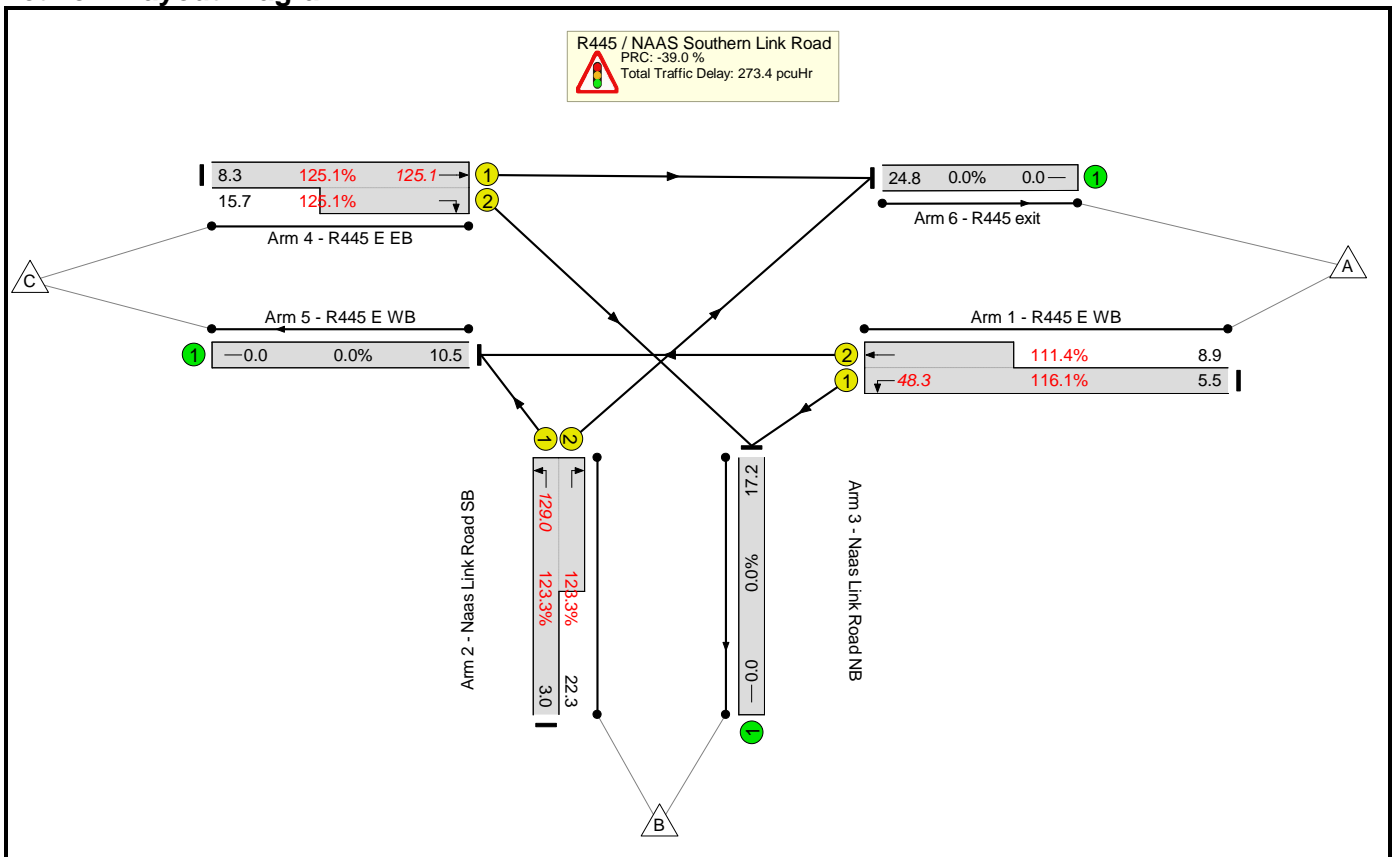 R445 / NAAS Southern Link Road
PRC: -39.0 %
Total Traffic Delay: 273.4 pcuHr
8.3 125.1% 125.1 1
15.7 125.1% 2
Arm 4 - R445 E EB
24.8 0.0% 0.0 1
Arm 6 - R445 exit
C
A
Arm 5 - R445 E WB
1 0.0 0.0% 10.5
Arm 1 - R445 E WB
2 111.4% 8.9
1 48.3 116.1% 5.5
1 2
Arm 2 - Naas Link Road SB
129.0 123.3% 3.0
123.3% 22.3
17.2 0.0% 0.0
1
Arm 3 - Naas Link Road NB
B